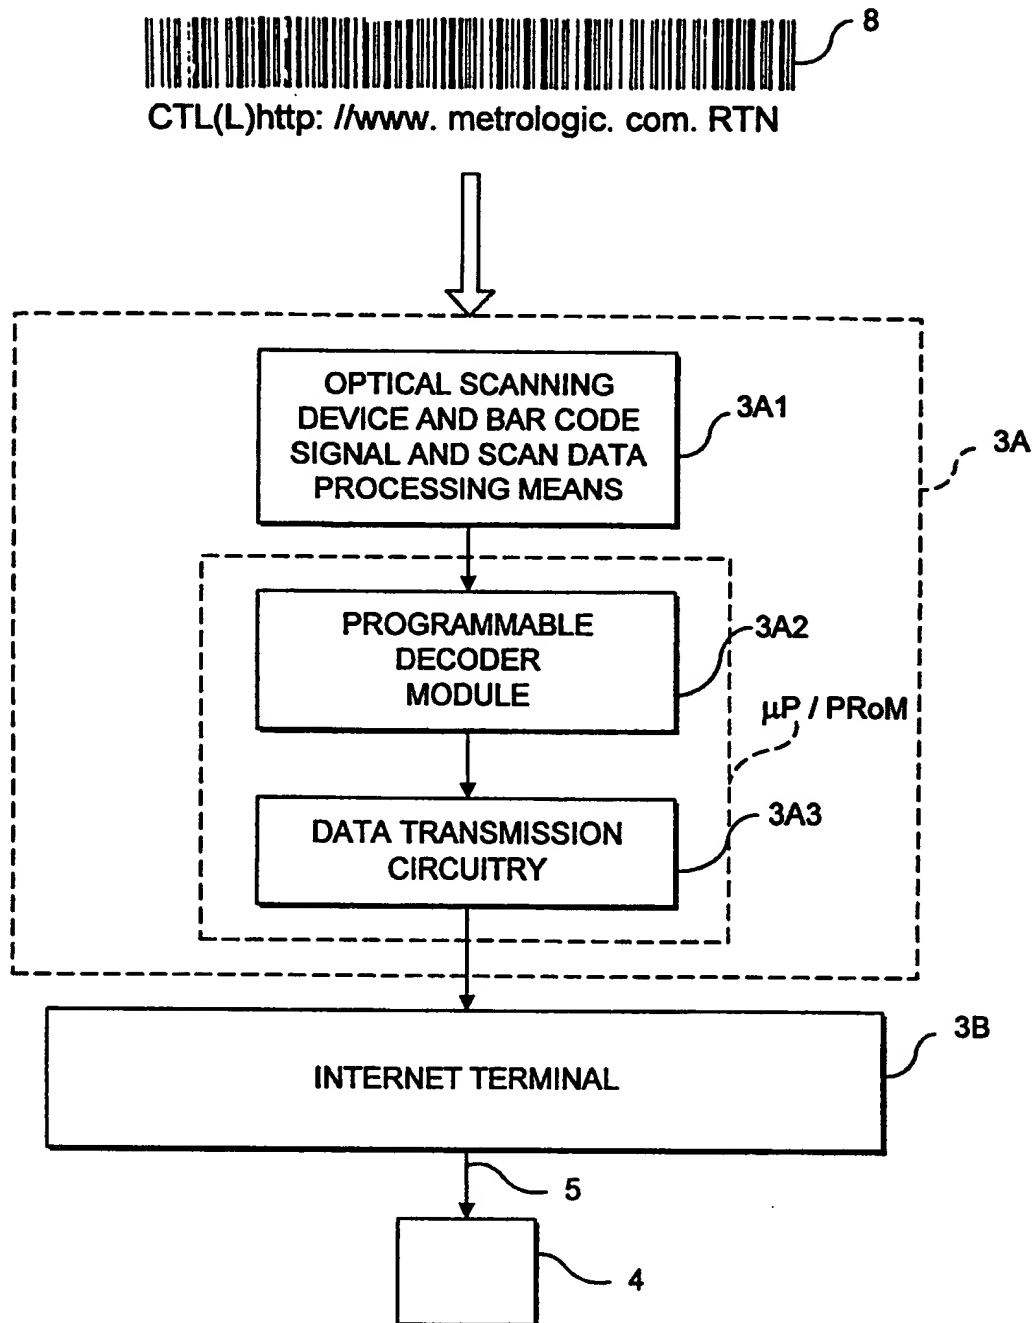 8
CTL(L)http: //www. metrologic. com. RTN
OPTICAL SCANNING
DEVICE AND BAR CODE
SIGNAL AND SCAN DATA
PROCESSING MEANS
3A1
3A
PROGRAMMABLE
DECODER
MODULE
3A2
μP / PRoM
DATA TRANSMISSION
CIRCUITRY
3A3
INTERNET TERMINAL
3B
5
4